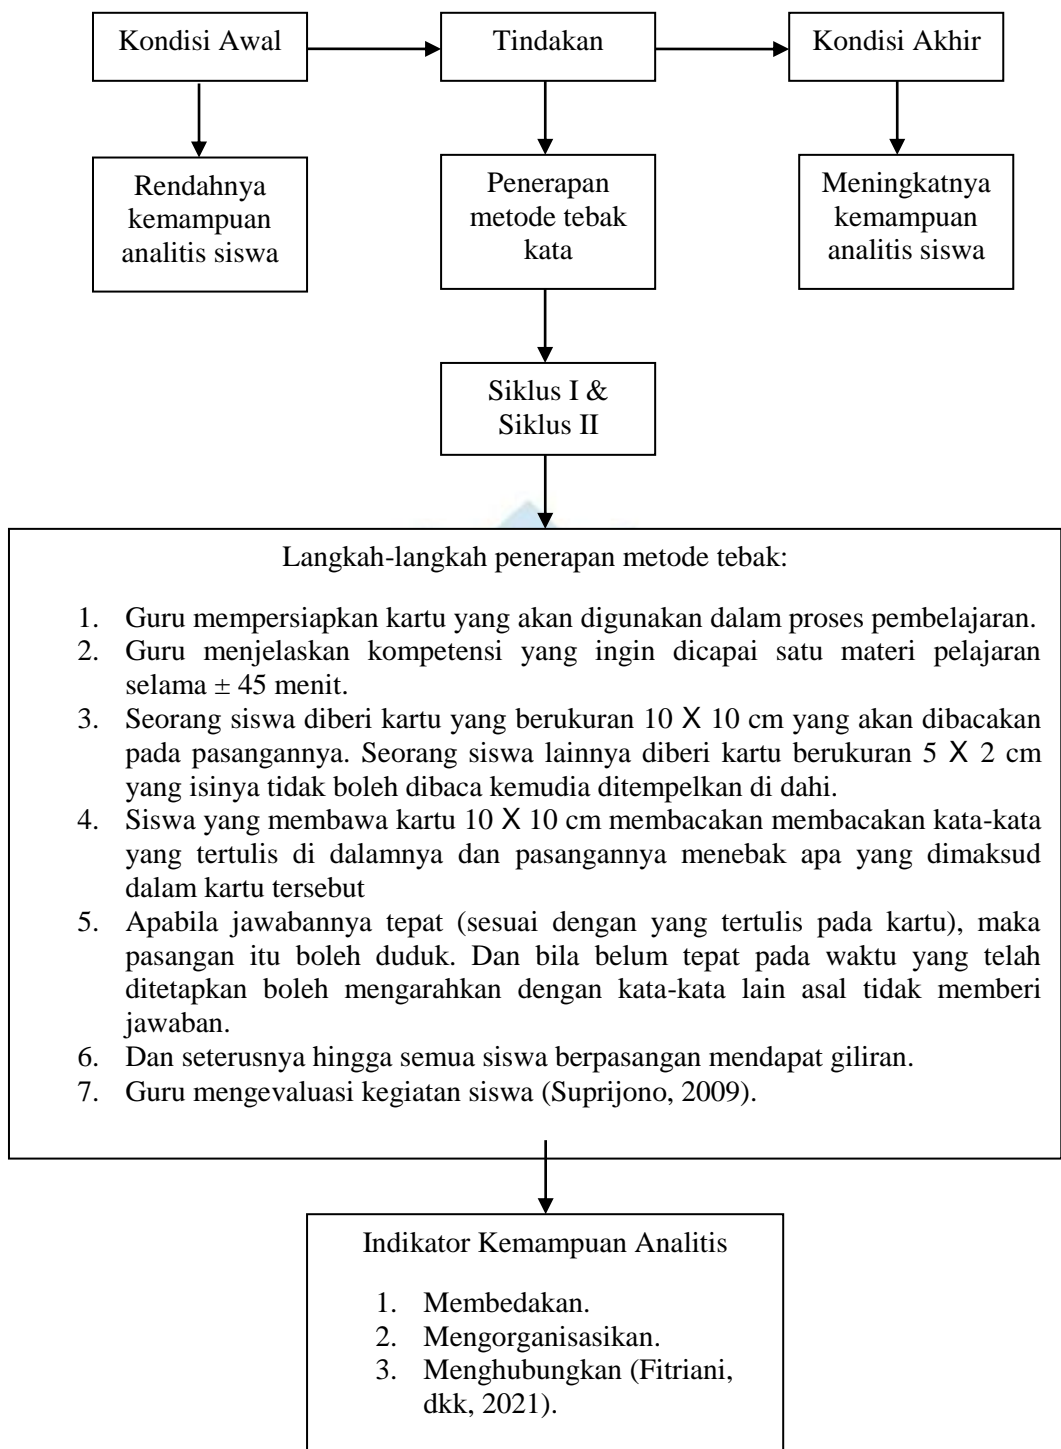 Kondisi Awal
Tindakan
Kondisi Akhir
Rendahnya
kemampuan
analitis siswa
Penerapan
metode tebak
kata
Meningkatnya
kemampuan
analitis siswa
Siklus I &
Siklus II
Langkah-langkah penerapan metode tebak:
1. Guru mempersiapkan kartu yang akan digunakan dalam proses pembelajaran.
2. Guru menjelaskan kompetensi yang ingin dicapai satu materi pelajaran
selama ± 45 menit.
3. Seorang siswa diberi kartu yang berukuran 10 X 10 cm yang akan dibacakan
pada pasangannya. Seorang siswa lainnya diberi kartu berukuran 5 X 2 cm
yang isinya tidak boleh dibaca kemudia ditempelkan di dahi.
4. Siswa yang membawa kartu 10 X 10 cm membacakan membacakan kata-kata
yang tertulis di dalamnya dan pasangannya menebak apa yang dimaksud
dalam kartu tersebut
5. Apabila jawabannya tepat (sesuai dengan yang tertulis pada kartu), maka
pasangan itu boleh duduk. Dan bila belum tepat pada waktu yang telah
ditetapkan boleh mengarahkan dengan kata-kata lain asal tidak memberi
jawaban.
6. Dan seterusnya hingga semua siswa berpasangan mendapat giliran.
7. Guru mengevaluasi kegiatan siswa (Suprijono, 2009).
Indikator Kemampuan Analitis
1. Membedakan.
2. Mengorganisasikan.
3. Menghubungkan (Fitriani,
dkk, 2021).